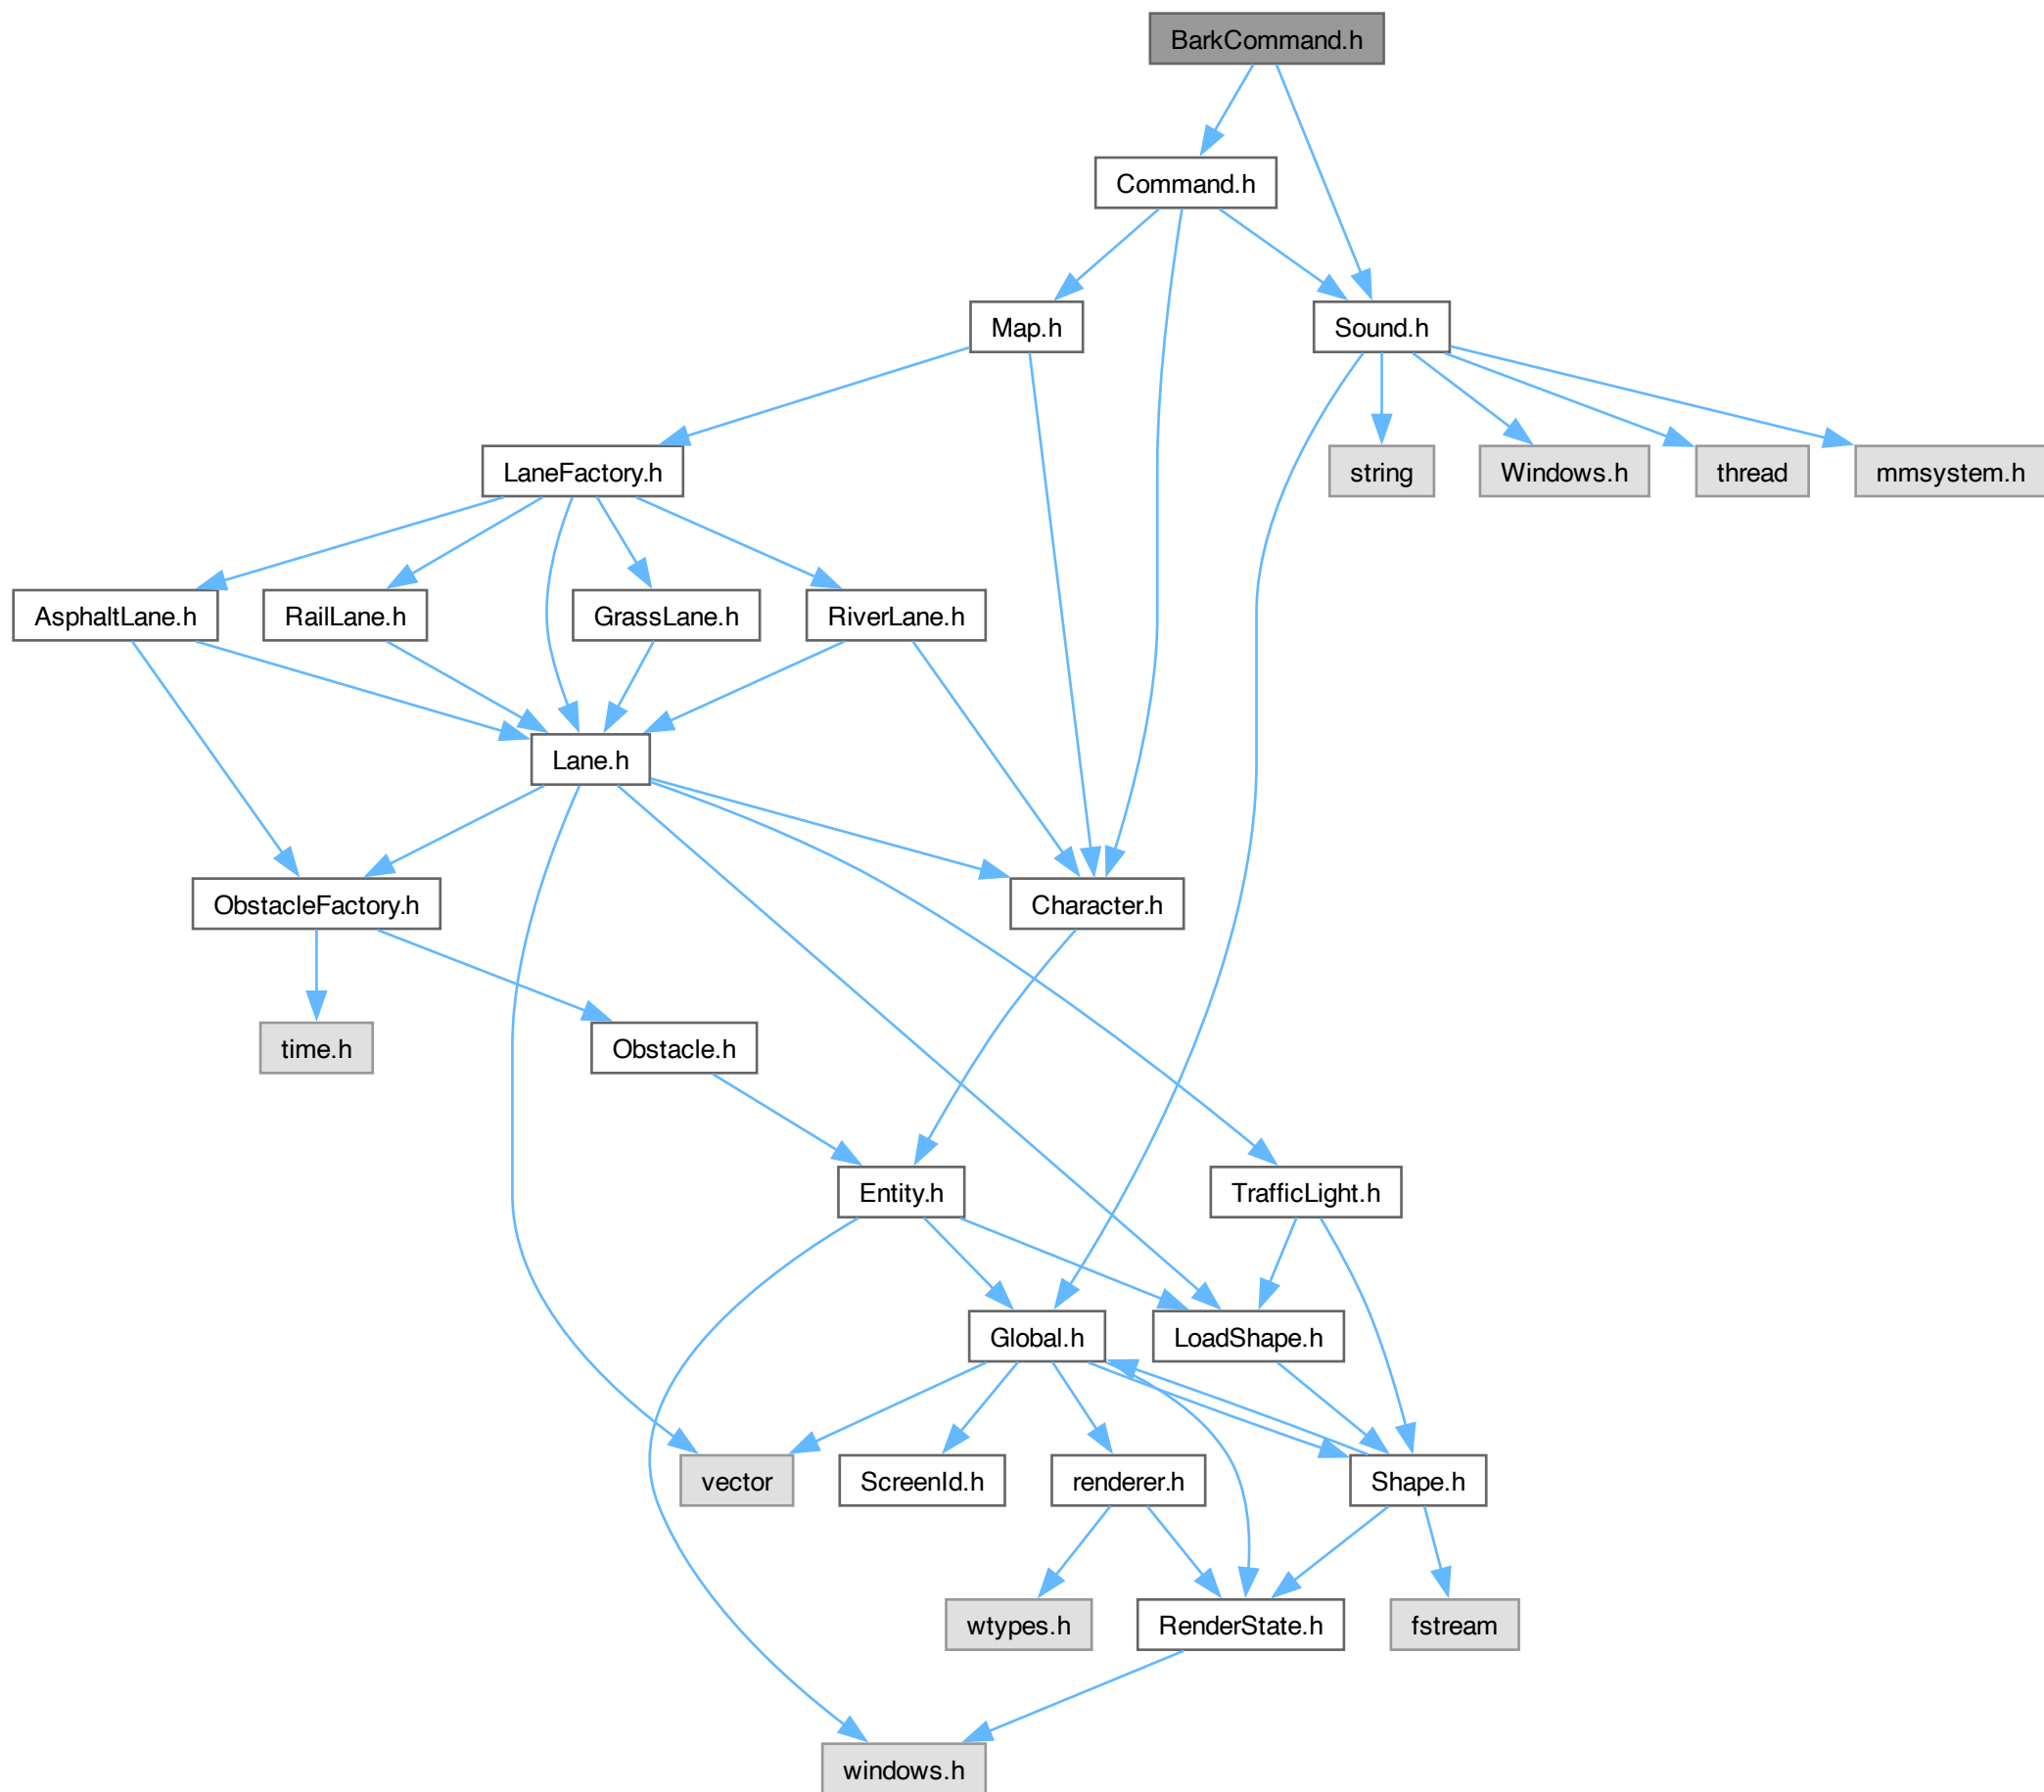 BarkCommand.h
Command.h
Map.h
Sound.h
LaneFactory.h
string
Windows.h
thread
mmsystem.h
AsphaltLane.h
RailLane.h
GrassLane.h
RiverLane.h
Lane.h
ObstacleFactory.h
Character.h
time.h
Obstacle.h
Entity.h
TrafficLight.h
Global.h
LoadShape.h
vector
ScreenId.h
renderer.h
Shape.h
wtypes.h
RenderState.h
fstream
windows.h